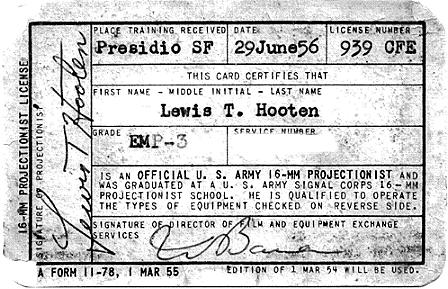 PLACE TRAINING RECEIVED DATE LICENSE NUMBER
Presidio SF 29June56 939 CFE
THIS CARD CERTIFIES THAT
FIRST NAME - MIDDLE INITIAL - LAST NAME
Lewis T. Hooten
GRADE SERVICE NUMBER
EMP-3
IS AN OFFICIAL U. S. ARMY 16-MM PROJECTIONIST AND
WAS GRADUATED AT A U. S. ARMY SIGNAL CORPS 16-MM
PROJECTIONIST SCHOOL. HE IS QUALIFIED TO OPERATE
THE TYPES OF EQUIPMENT CHECKED ON REVERSE SIDE.
SIGNATURE OF DIRECTOR OF FILM AND EQUIPMENT EXCHANGE
SERVICES
DA FORM 11-78, 1 MAR 55 EDITION OF 1 MAR 54 WILL BE USED.
16-MM PROJECTIONIST LICENSE
SIGNATURE OF PROJECTIONIST
Lewis T Hooten